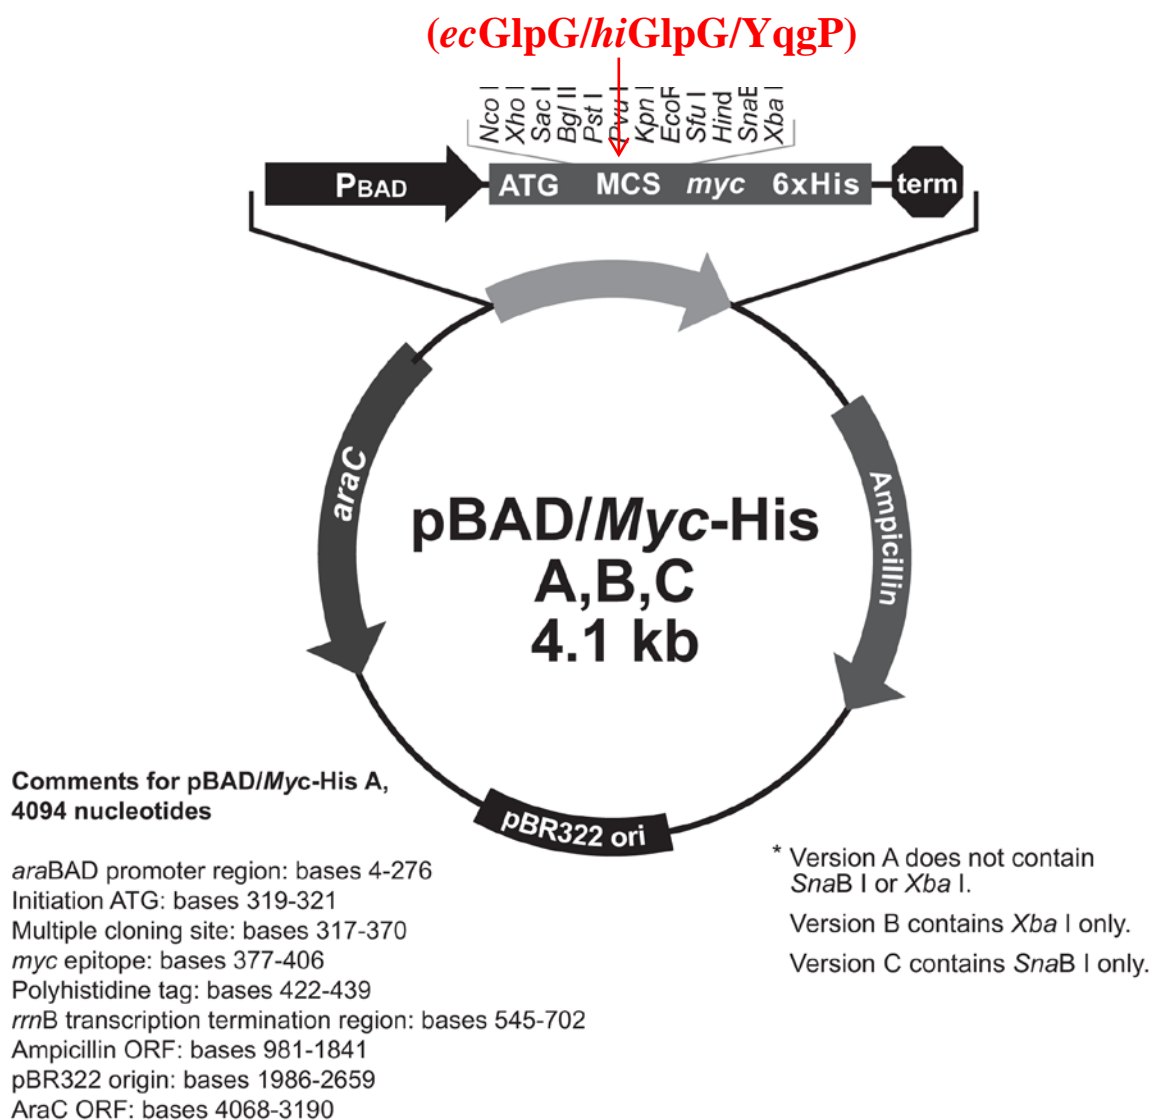 (ecGlpG/hiGlpG/YqgP)
Nco I
Xho I
Sac I
Bgl II
Pst I
Pvu I
Kpn I
EcoR
Sfu I
Hind
SnaB
Xba I
PBAD
ATG MCS myc 6xHis
term
araC
Ampicillin
pBAD/Myc-His
A,B,C
4.1 kb
pBR322 ori
Comments for pBAD/Myc-His A,
4094 nucleotides
araBAD promoter region: bases 4-276
Initiation ATG: bases 319-321
Multiple cloning site: bases 317-370
myc epitope: bases 377-406
Polyhistidine tag: bases 422-439
rrnB transcription termination region: bases 545-702
Ampicillin ORF: bases 981-1841
pBR322 origin: bases 1986-2659
AraC ORF: bases 4068-3190
* Version A does not contain
SnaB I or Xba I.
Version B contains Xba I only.
Version C contains SnaB I only.